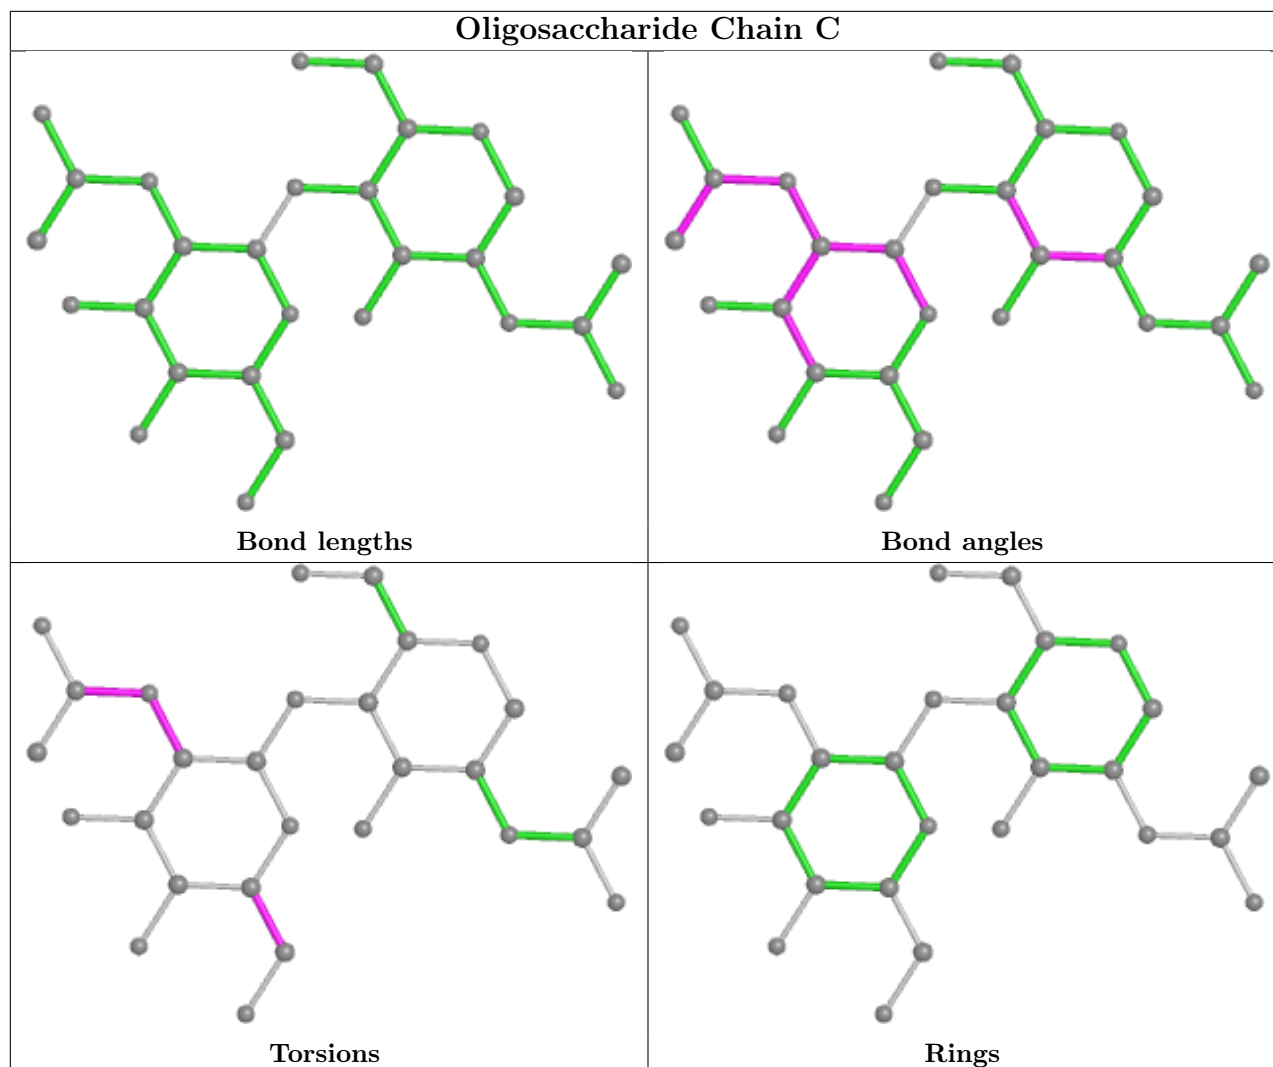 Oligosaccharide Chain C
Bond lengths
Bond angles
Torsions
Rings